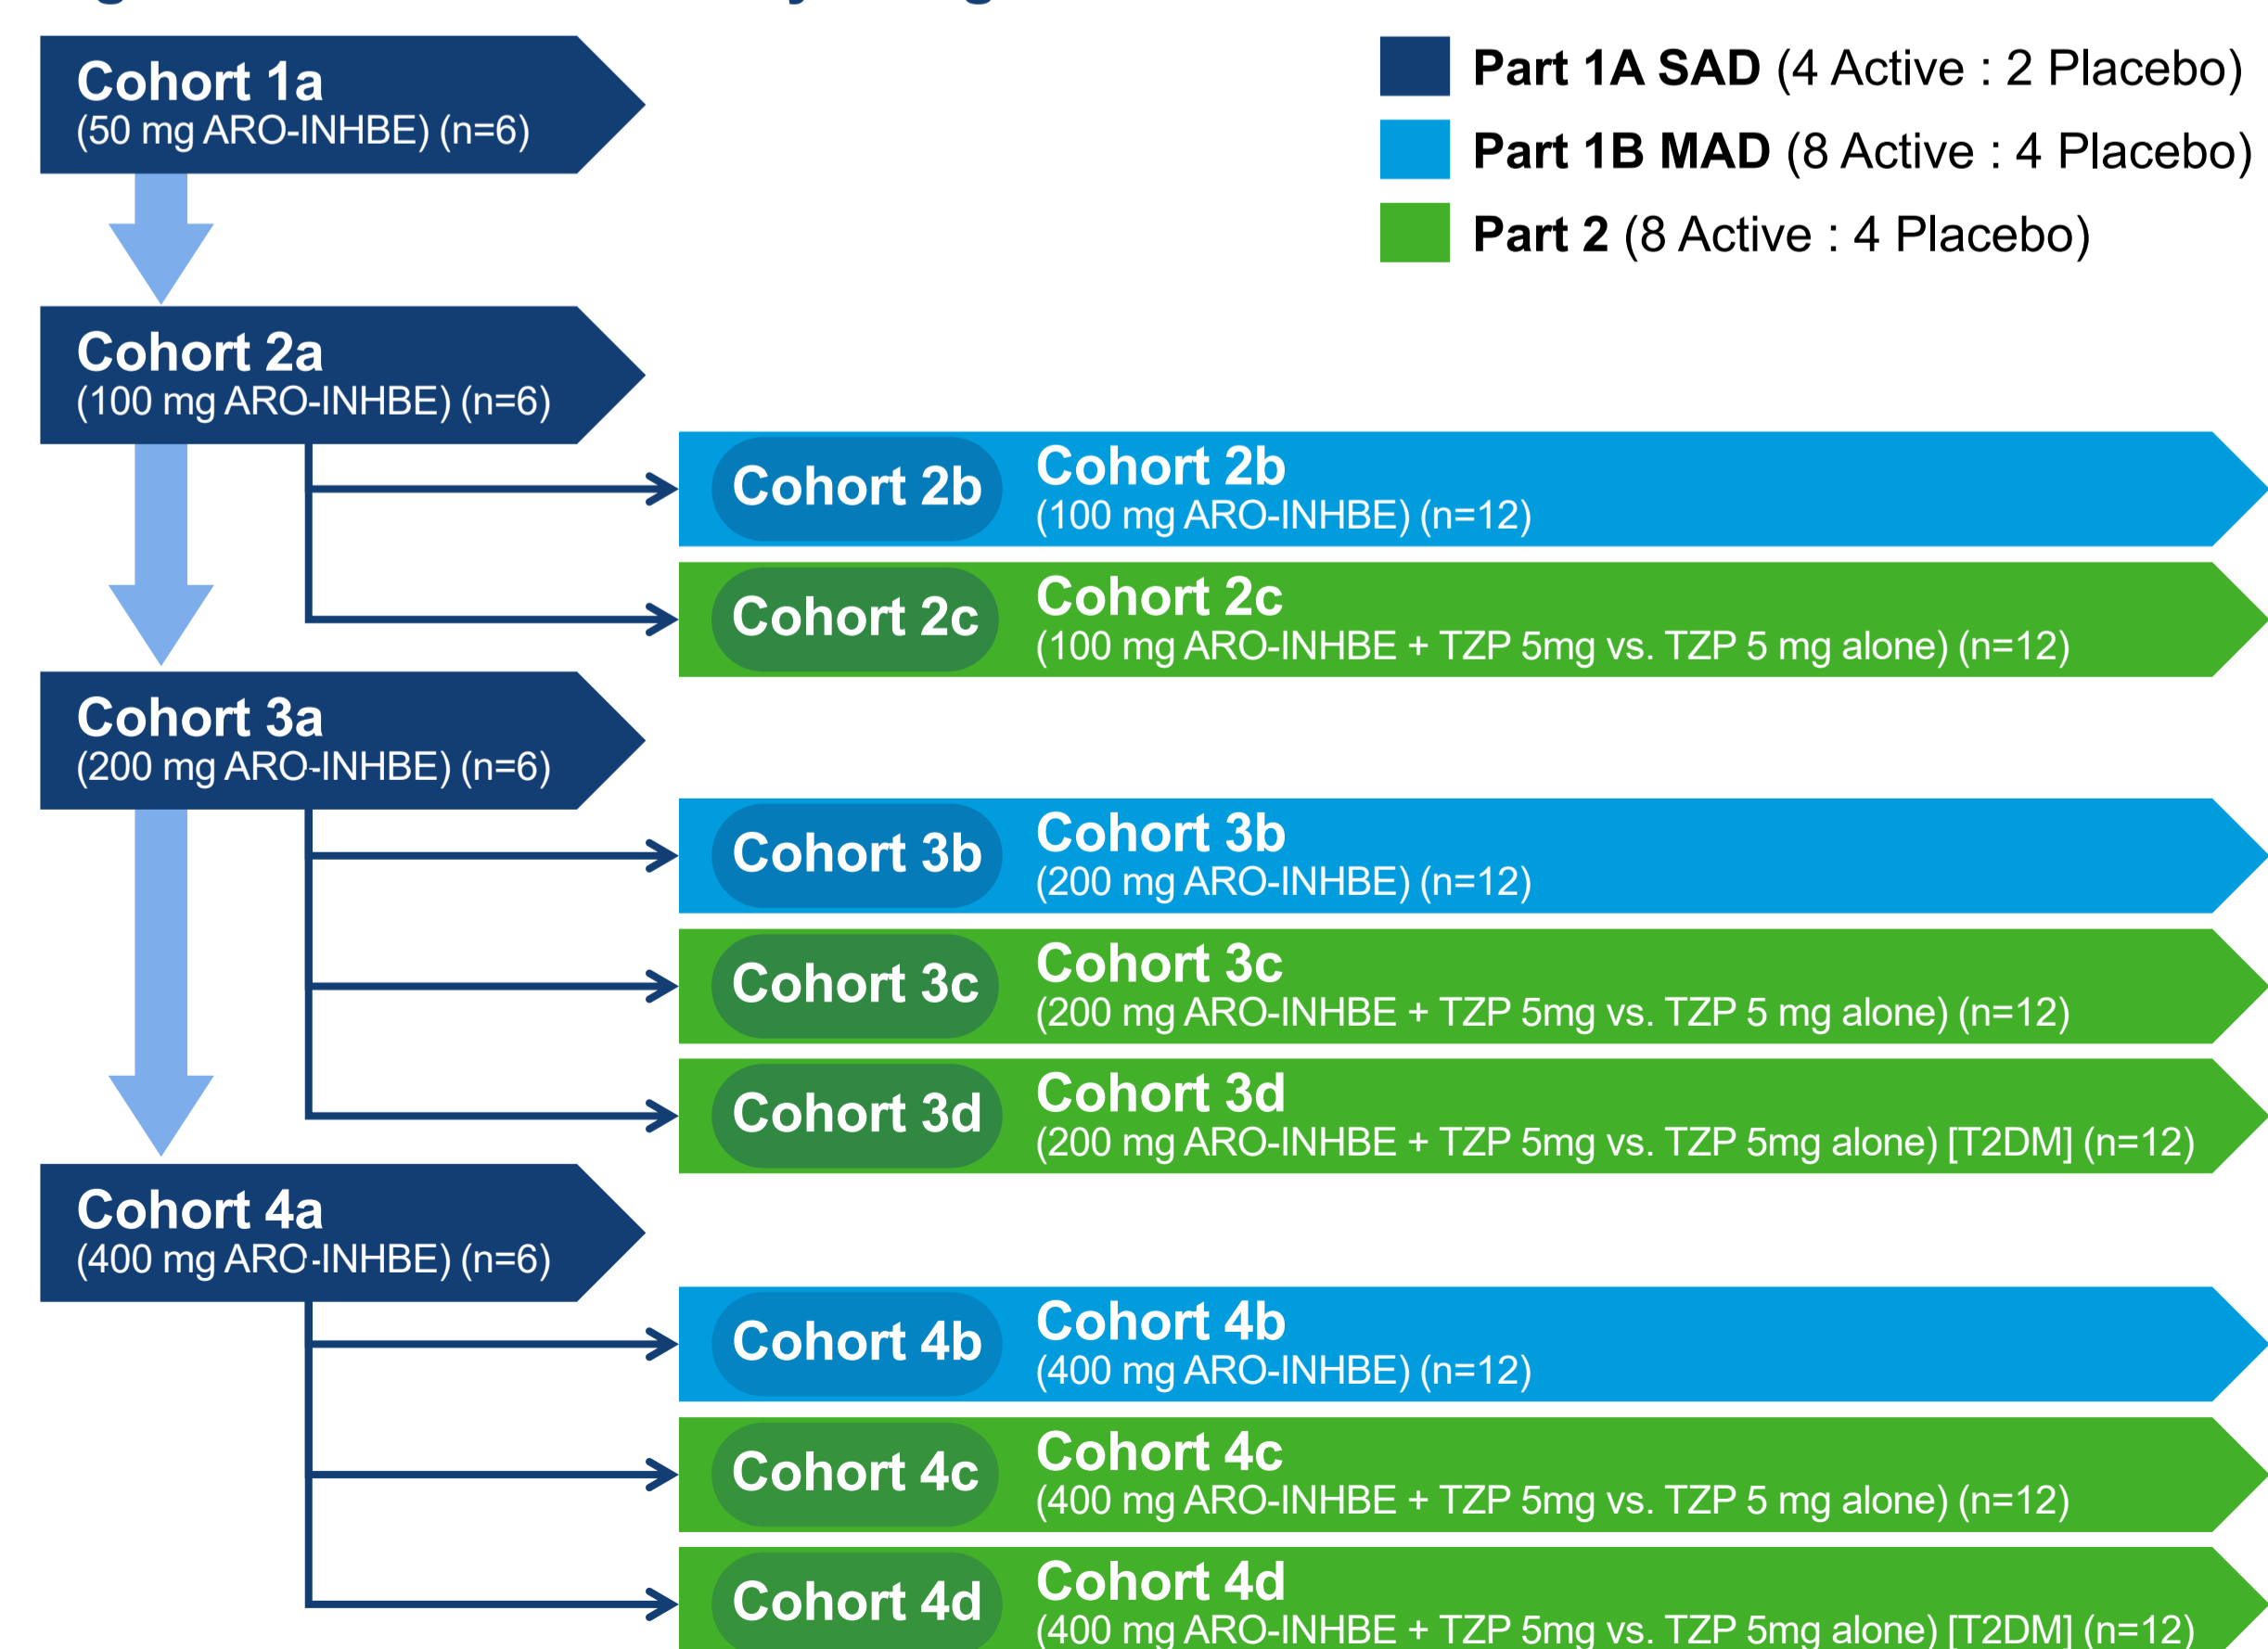 Cohort 1a
(50 mg ARO-INHBE) (n=6)
Part 1A SAD (4 Active : 2 Placebo)
Part 1B MAD (8 Active : 4 Placebo)
Part 2 (8 Active : 4 Placebo)
Cohort 2a
(100 mg ARO-INHBE) (n=6)
Cohort 2b
Cohort 2b
(100 mg ARO-INHBE) (n=12)
Cohort 2c
Cohort 2c
(100 mg ARO-INHBE + TZP 5mg vs. TZP 5 mg alone) (n=12)
Cohort 3a
(200 mg ARO-INHBE) (n=6)
Cohort 3b
Cohort 3b
(200 mg ARO-INHBE) (n=12)
Cohort 3c
Cohort 3c
(200 mg ARO-INHBE + TZP 5mg vs. TZP 5 mg alone) (n=12)
Cohort 3d
Cohort 3d
(200 mg ARO-INHBE + TZP 5mg vs. TZP 5mg alone) [T2DM] (n=12)
Cohort 4a
(400 mg ARO-INHBE) (n=6)
Cohort 4b
Cohort 4b
(400 mg ARO-INHBE) (n=12)
Cohort 4c
Cohort 4c
(400 mg ARO-INHBE + TZP 5mg vs. TZP 5 mg alone) (n=12)
Cohort 4d
Cohort 4d
(400 mg ARO-INHBE + TZP 5mg vs. TZP 5mg alone) [T2DM] (n=12)